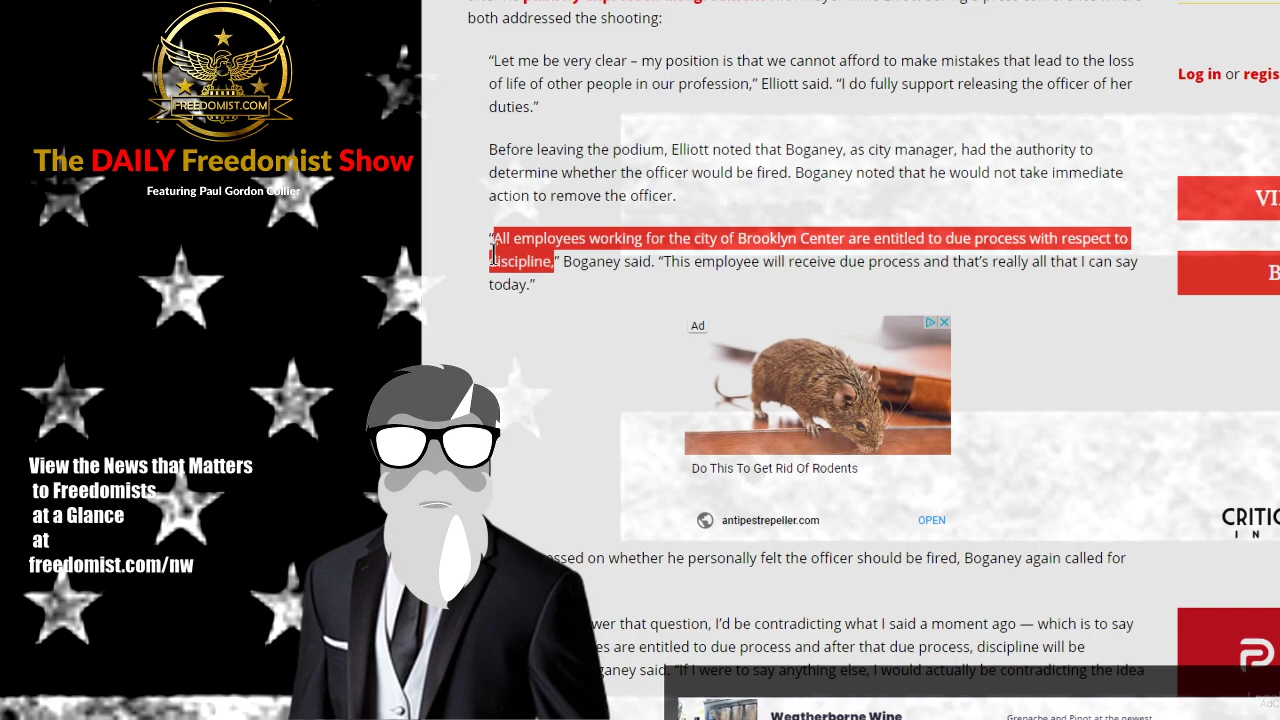 FREEDOMIST.COM
The DAILY Freedomist Show
Featuring Paul Gordon Collier
View the News that Matters
to Freedomists
at a Glance
at
freedomist.com/nw
both addressed the shooting:
“Let me be very clear – my position is that we cannot afford to make mistakes that lead to the loss
of life of other people in our profession,” Elliott said. “I do fully support releasing the officer of her
duties.”
Before leaving the podium, Elliott noted that Boganey, as city manager, had the authority to
determine whether the officer would be fired. Boganey noted that he would not take immediate
action to remove the officer.
“All employees working for the city of Brooklyn Center are entitled to due process with respect to
discipline,” Boganey said. “This employee will receive due process and that’s really all that I can say
today.”
Ad
Do This To Get Rid Of Rodents
antipestrepeller.com
OPEN
on whether he personally felt the officer should be fired, Boganey again called for
that question, I’d be contradicting what I said a moment ago — which is to say
are entitled to due process and after that due process, discipline will be
said. “If I were to say anything else, I would actually be contradicting the idea
Weatherborne Wine
Grenache and Pinot at the newest
Log in or regis
VI
B
CRITIC
I N